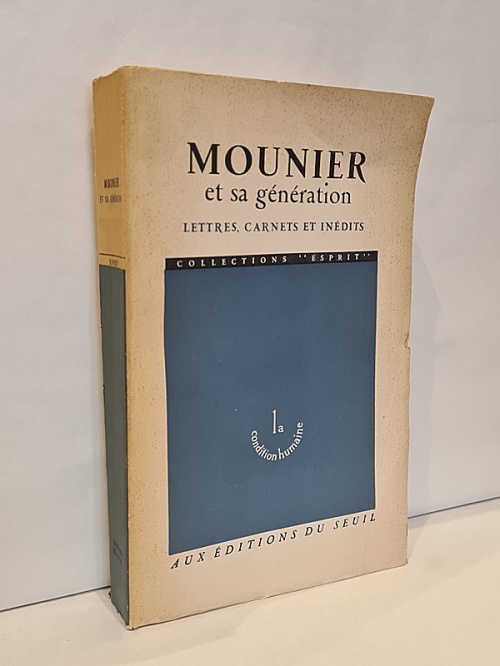 MOUNIER
et sa génération
LETTRES, CARNETS ET INÉDITS
COLLECTIONS "ESPRIT"
la
condition humaine
AUX ÉDITIONS DU SEUIL
MOUNIER
ET SA GÉNÉRATION
ESPRIT